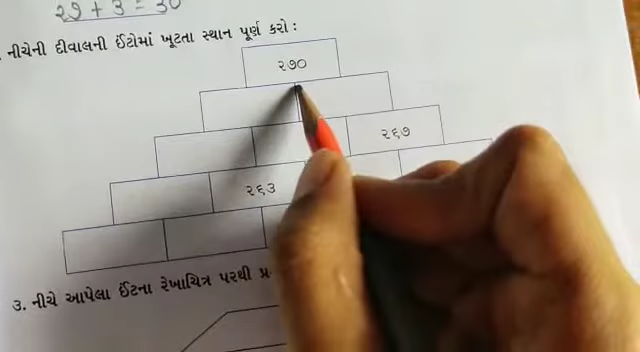 ૨૭ + ૩ = ૩૦
નીચેની દીવાલની ઈંટોમાં ખૂટતા સ્થાન પૂર્ણ કરો :
૨૭૦
૨૬૭
૨૬૩
૩. નીચે આપેલા ઈંટના રેખાચિત્ર પરથી